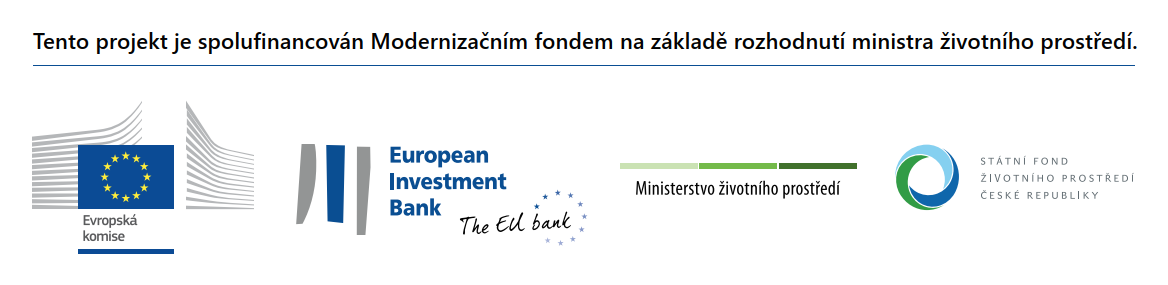 Tento projekt je spolufinancován Modernizačním fondem na základě rozhodnutí ministra životního prostředí.
Evropská
komise
European
Investment
Bank
The EU bank
Ministerstvo životního prostředí
STÁTNÍ FOND
ŽIVOTNÍHO PROSTŘEDÍ
ČESKÉ REPUBLIKY